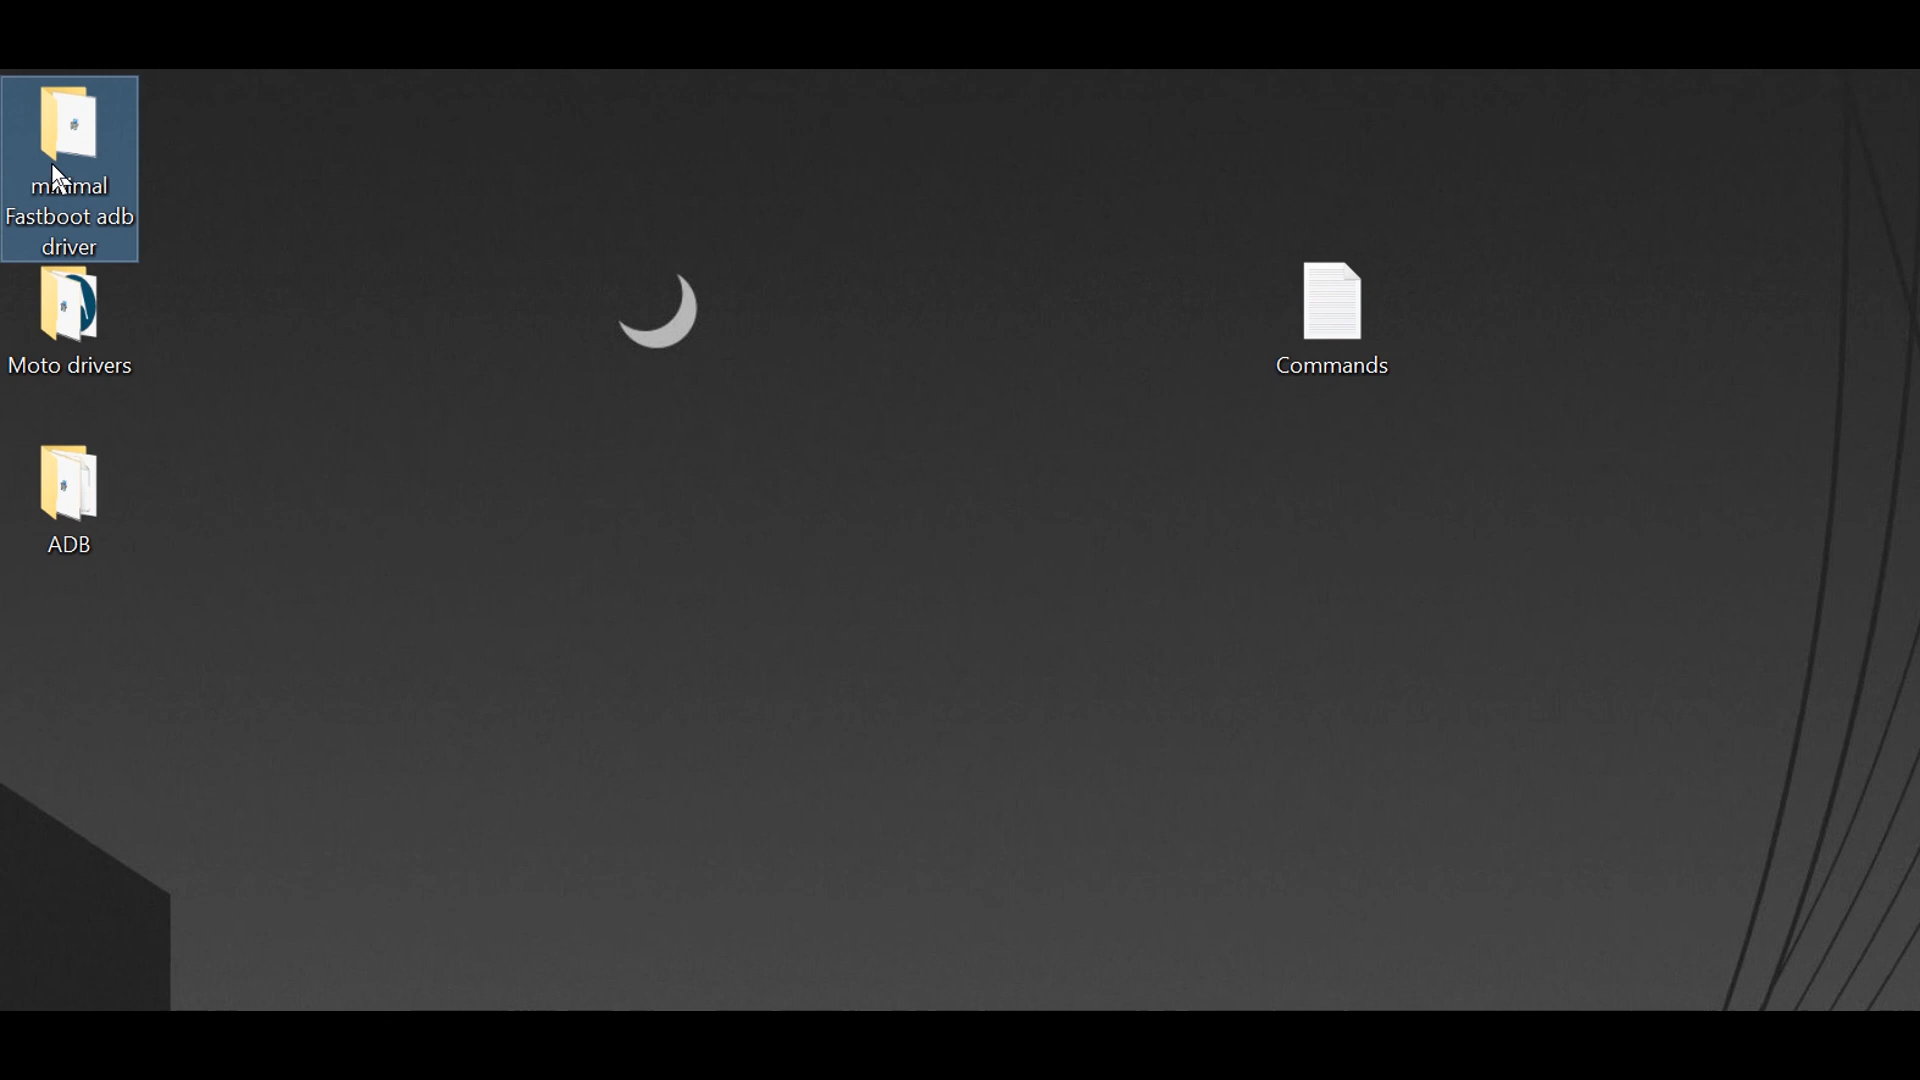 minimal
Fastboot adb
driver
Moto drivers
Commands
ADB